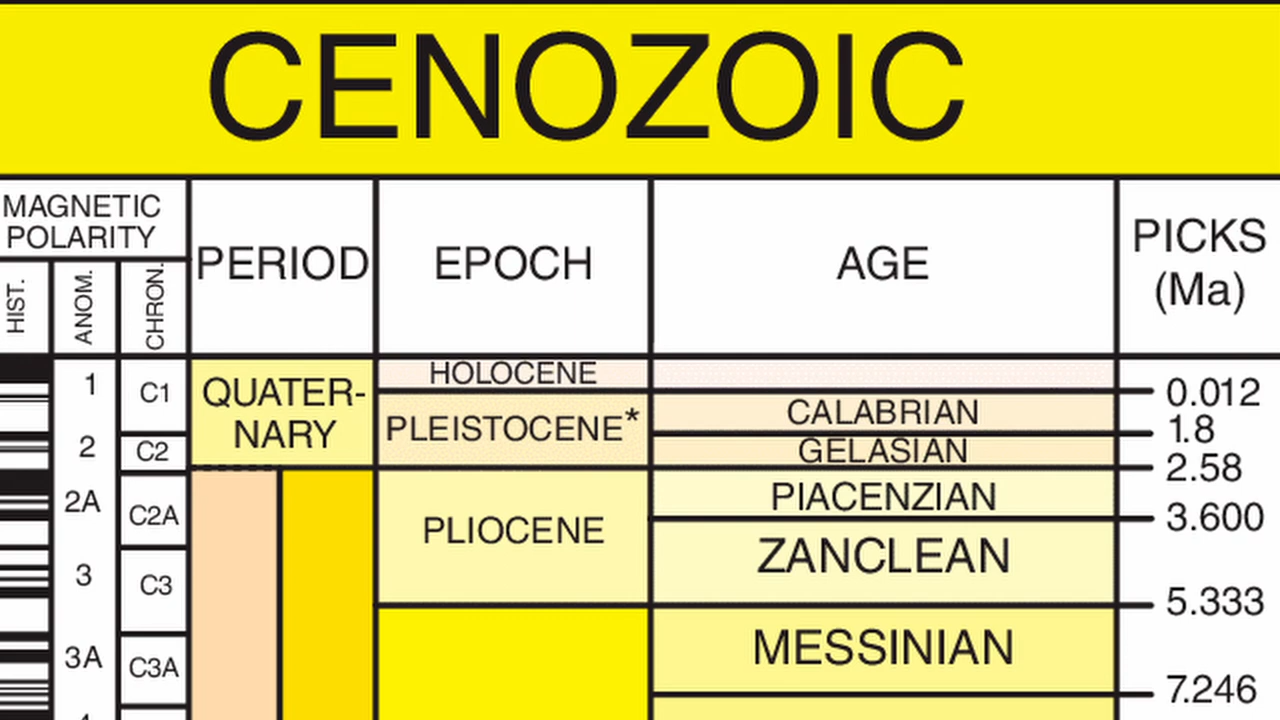 CENOZOIC
MAGNETIC
POLARITY
HIST.
ANOM.
CHRON.
PERIOD
EPOCH
AGE
PICKS
(Ma)
1
2
2A
3
3A
C1
C2
C2A
C3
C3A
QUATER-
NARY
HOLOCENE
PLEISTOCENE*
PLIOCENE
CALABRIAN
GELASIAN
PIACENZIAN
ZANCLEAN
MESSINIAN
0.012
1.8
2.58
3.600
5.333
7.246